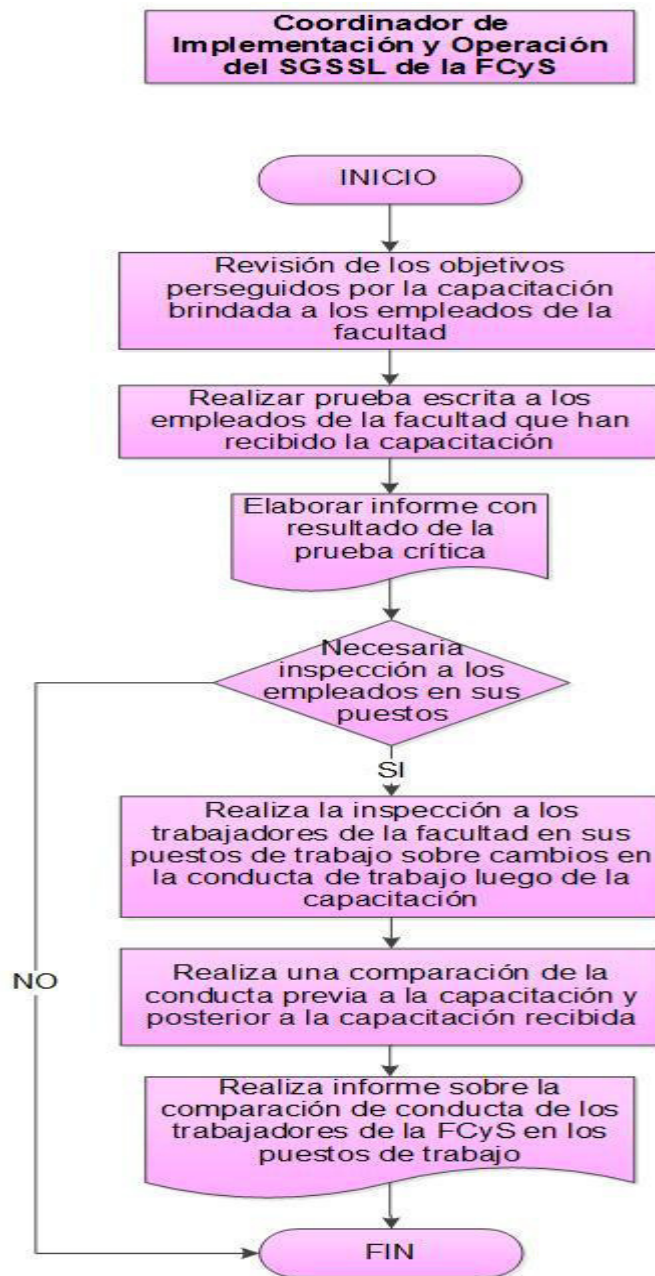 Coordinador de
Implementación y Operación
del SGSSL de la FCyS
INICIO
Revisión de los objetivos
perseguidos por la capacitación
brindada a los empleados de la
facultad
Realizar prueba escrita a los
empleados de la facultad que han
recibido la capacitación
Elaborar informe con
resultado de la
prueba crítica
Necesaria
inspección a los
empleados en sus
puestos
SI
Realiza la inspección a los
trabajadores de la facultad en sus
puestos de trabajo sobre cambios en
la conducta de trabajo luego de la
capacitación
NO
Realiza una comparación de la
conducta previa a la capacitación y
posterior a la capacitación recibida
Realiza informe sobre la
comparación de conducta de los
trabajadores de la FCyS en los
puestos de trabajo
FIN